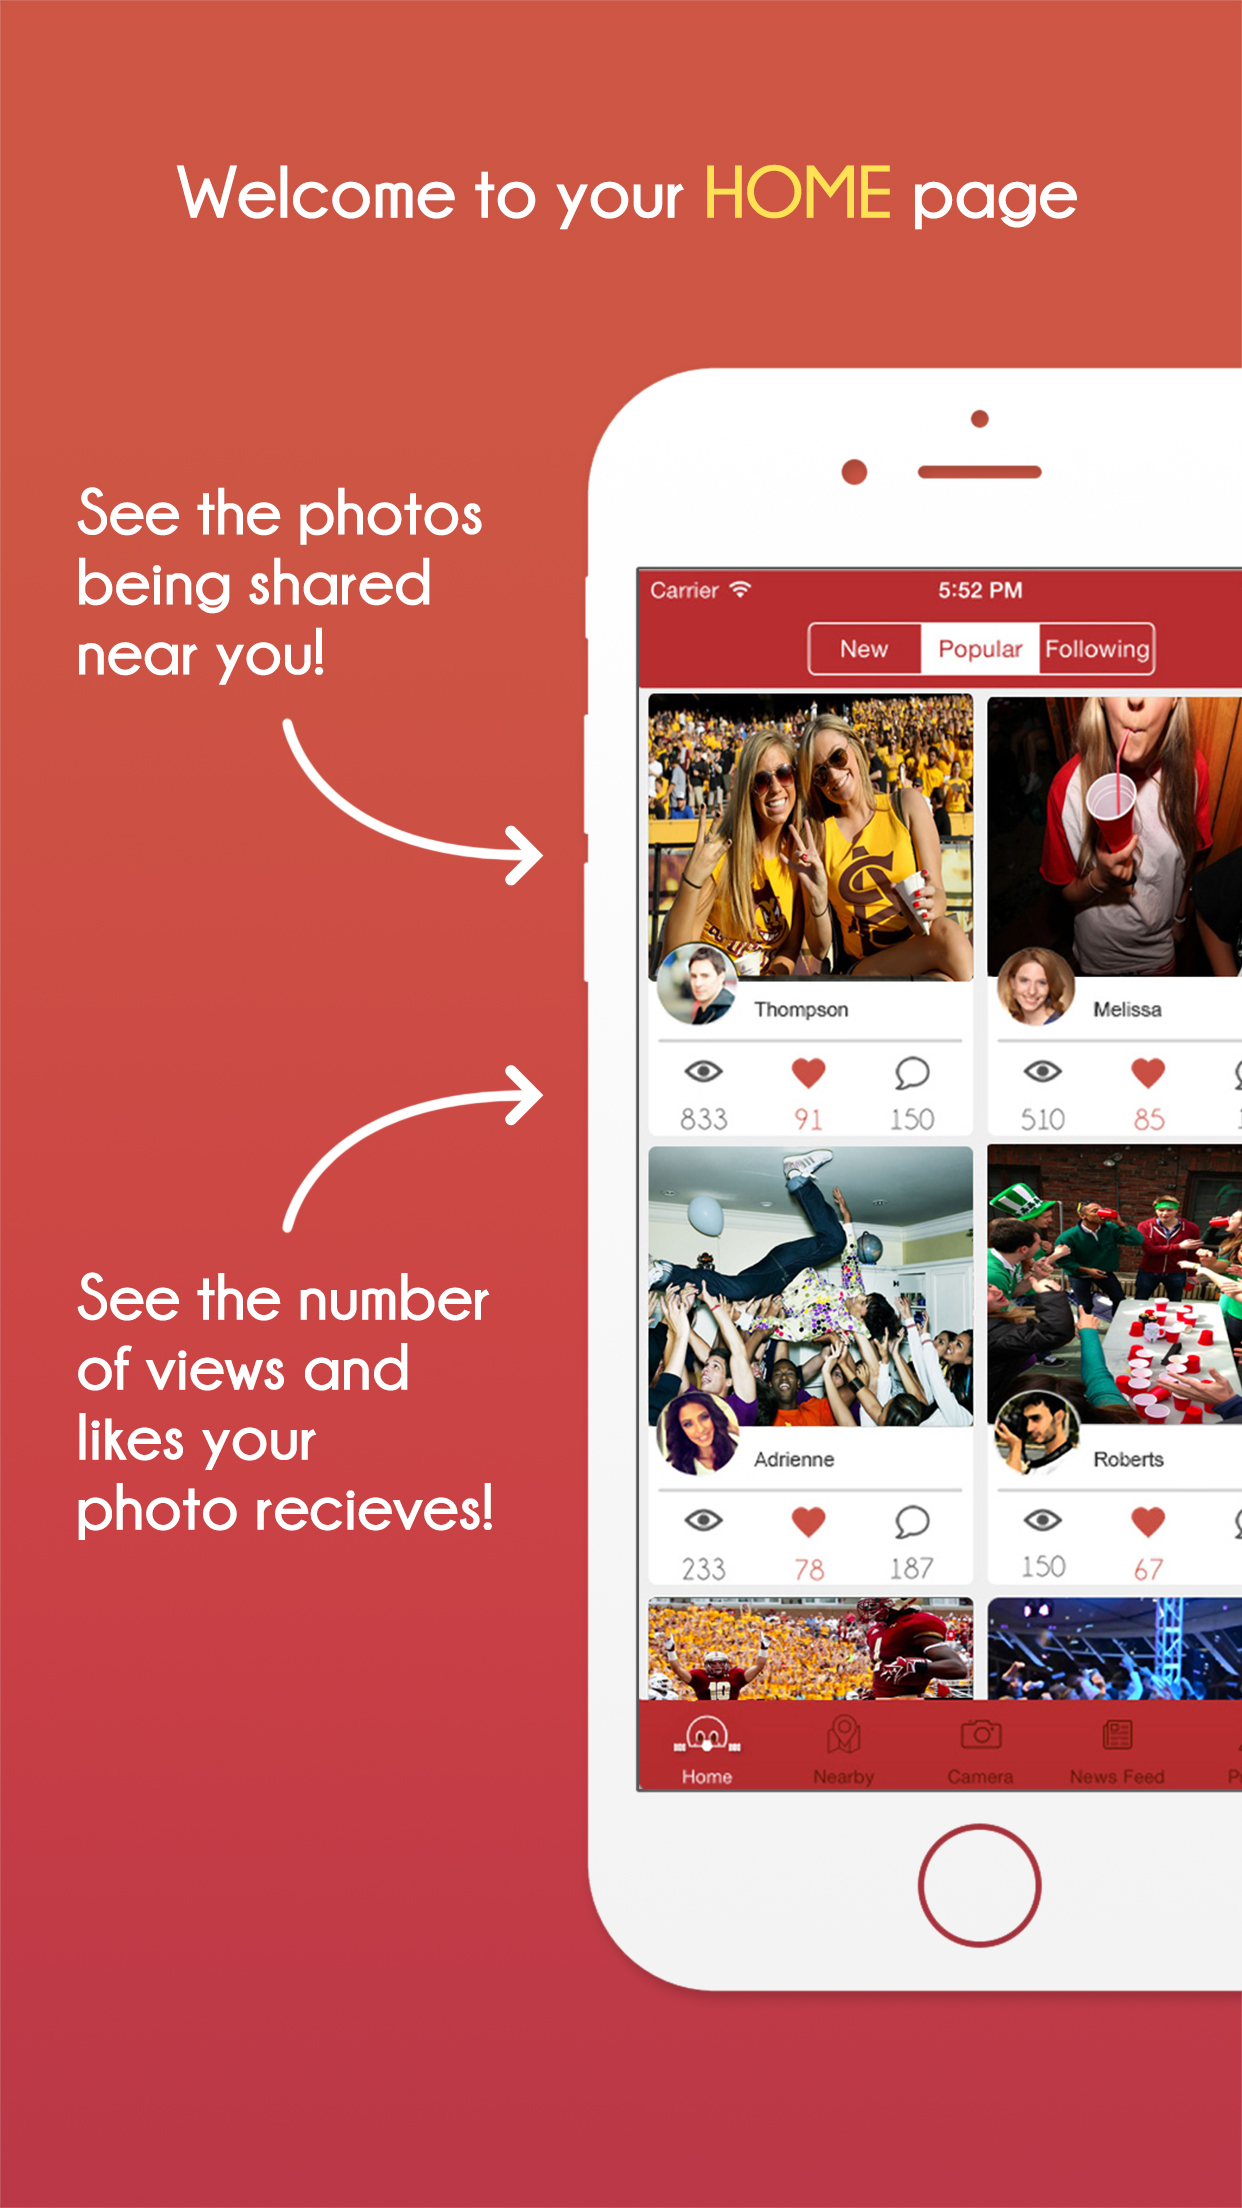 Welcome to your HOME page
See the photos
being shared
near you!
Carrier 5:52 PM
New Popular Following
Thompson Melissa
833 91 150 510 85
See the number
of views and
likes your
photo recieves!
Adrienne Roberts
233 78 187 150 67
10
Home Nearby Camera News Feed